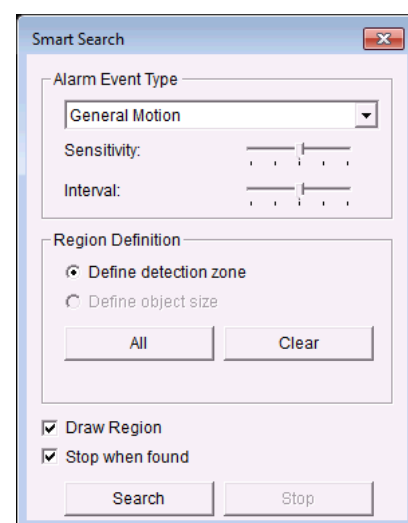 Smart Search
Alarm Event Type
General Motion
Sensitivity:
Interval:
Region Definition
Define detection zone
Define object size
All Clear
Draw Region
Stop when found
Search Stop